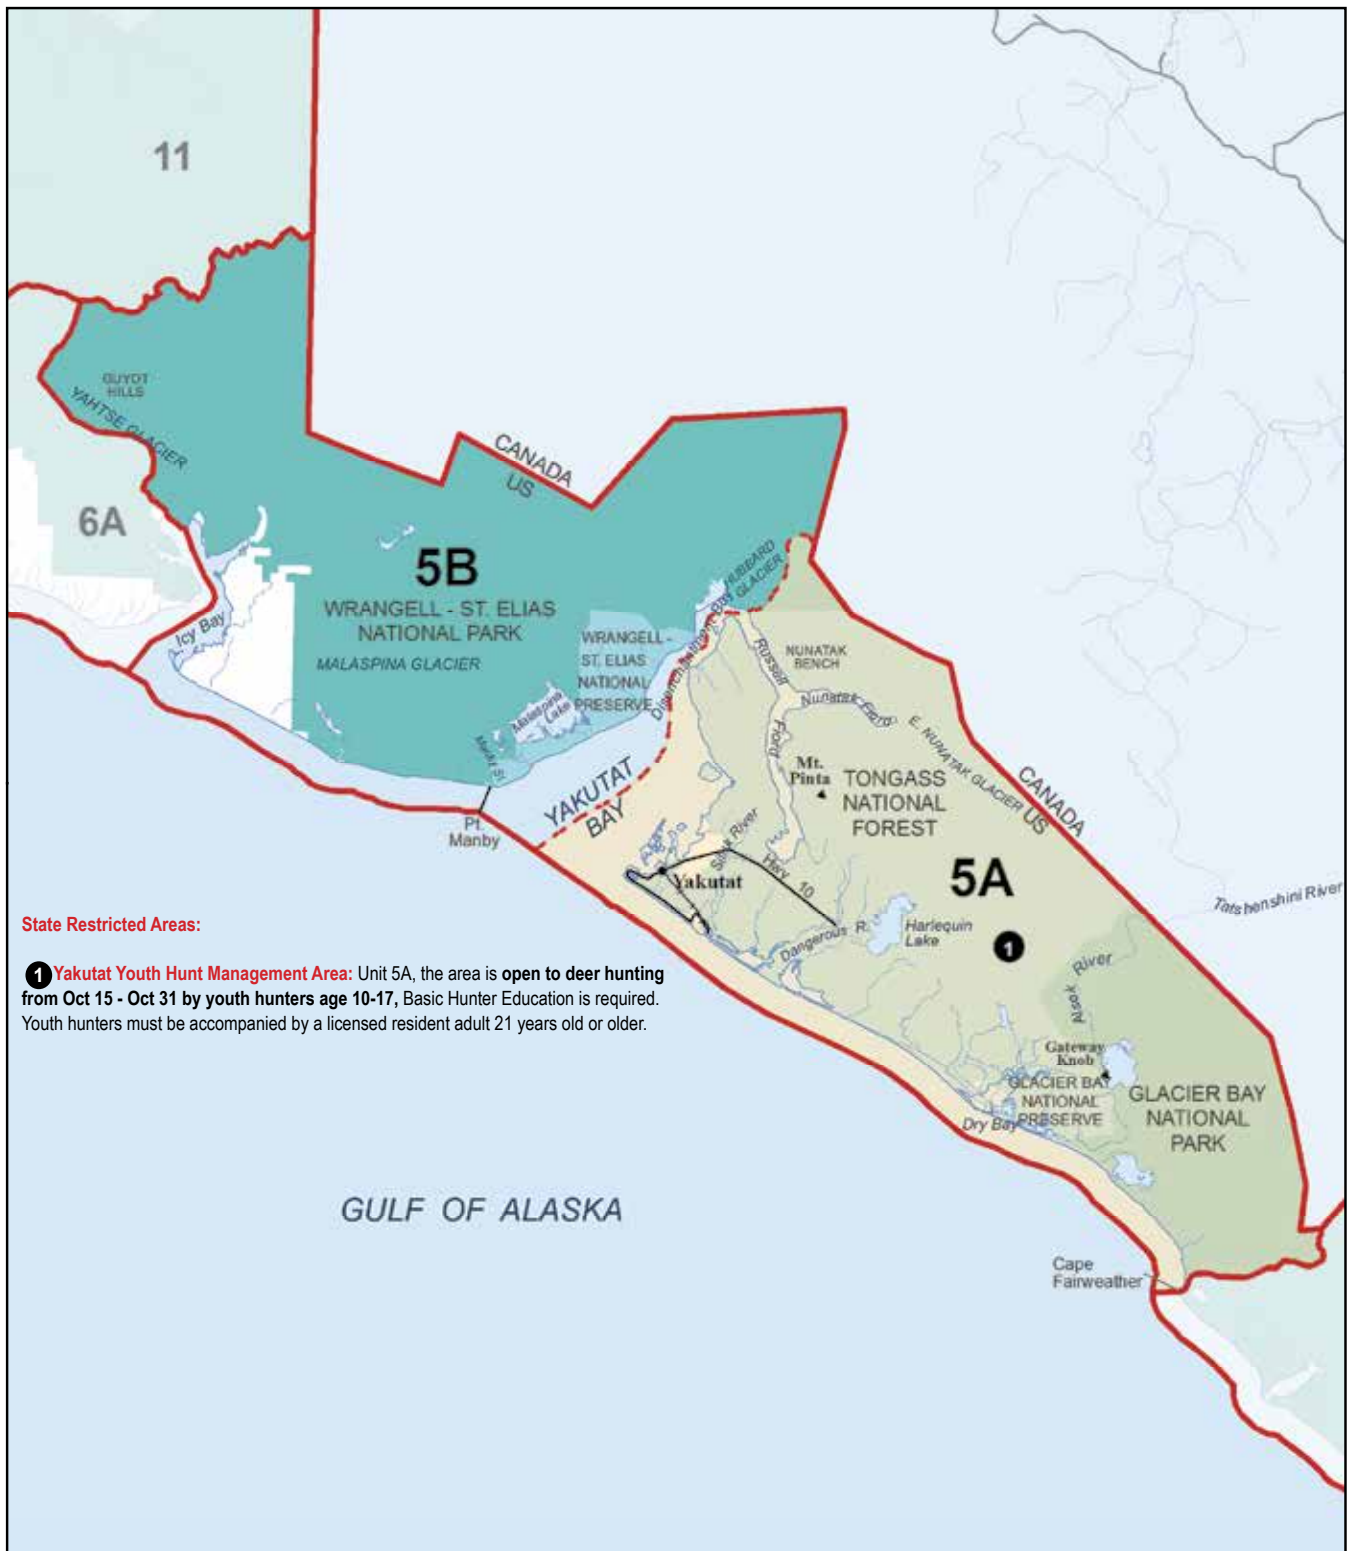 11
GUYOT
HILLS
YAHTSE GLACIER
CANADA
US
6A
5B
HUBBARD
GLACIER
WRANGELL - ST. ELIAS
NATIONAL PARK
Icy Bay
MALASPINA GLACIER
WRANGELL -
ST. ELIAS
NATIONAL
PRESERVE
Disenchantment Bay
Russell
Fiord
NUNATAK
BENCH
Nunatak Fiord
Malaspina
Lake
E. NUNATAK GLACIER
CANADA
US
Mt.
Pinta
TONGASS
NATIONAL
FOREST
YAKUTAT
BAY
Pt.
Manby
Situk River
Hwy 10
Yakutat
5A
Tatshenshini River
Harlequin
Lake
Dangerous R.
1
State Restricted Areas:
1 Yakutat Youth Hunt Management Area: Unit 5A, the area is open to deer hunting
from Oct 15 - Oct 31 by youth hunters age 10-17, Basic Hunter Education is required.
Youth hunters must be accompanied by a licensed resident adult 21 years old or older.
Alsok River
Gateway
Knob
GLACIER BAY
NATIONAL
PRESERVE
GLACIER BAY
NATIONAL
PARK
Dry Bay
GULF OF ALASKA
Cape
Fairweather